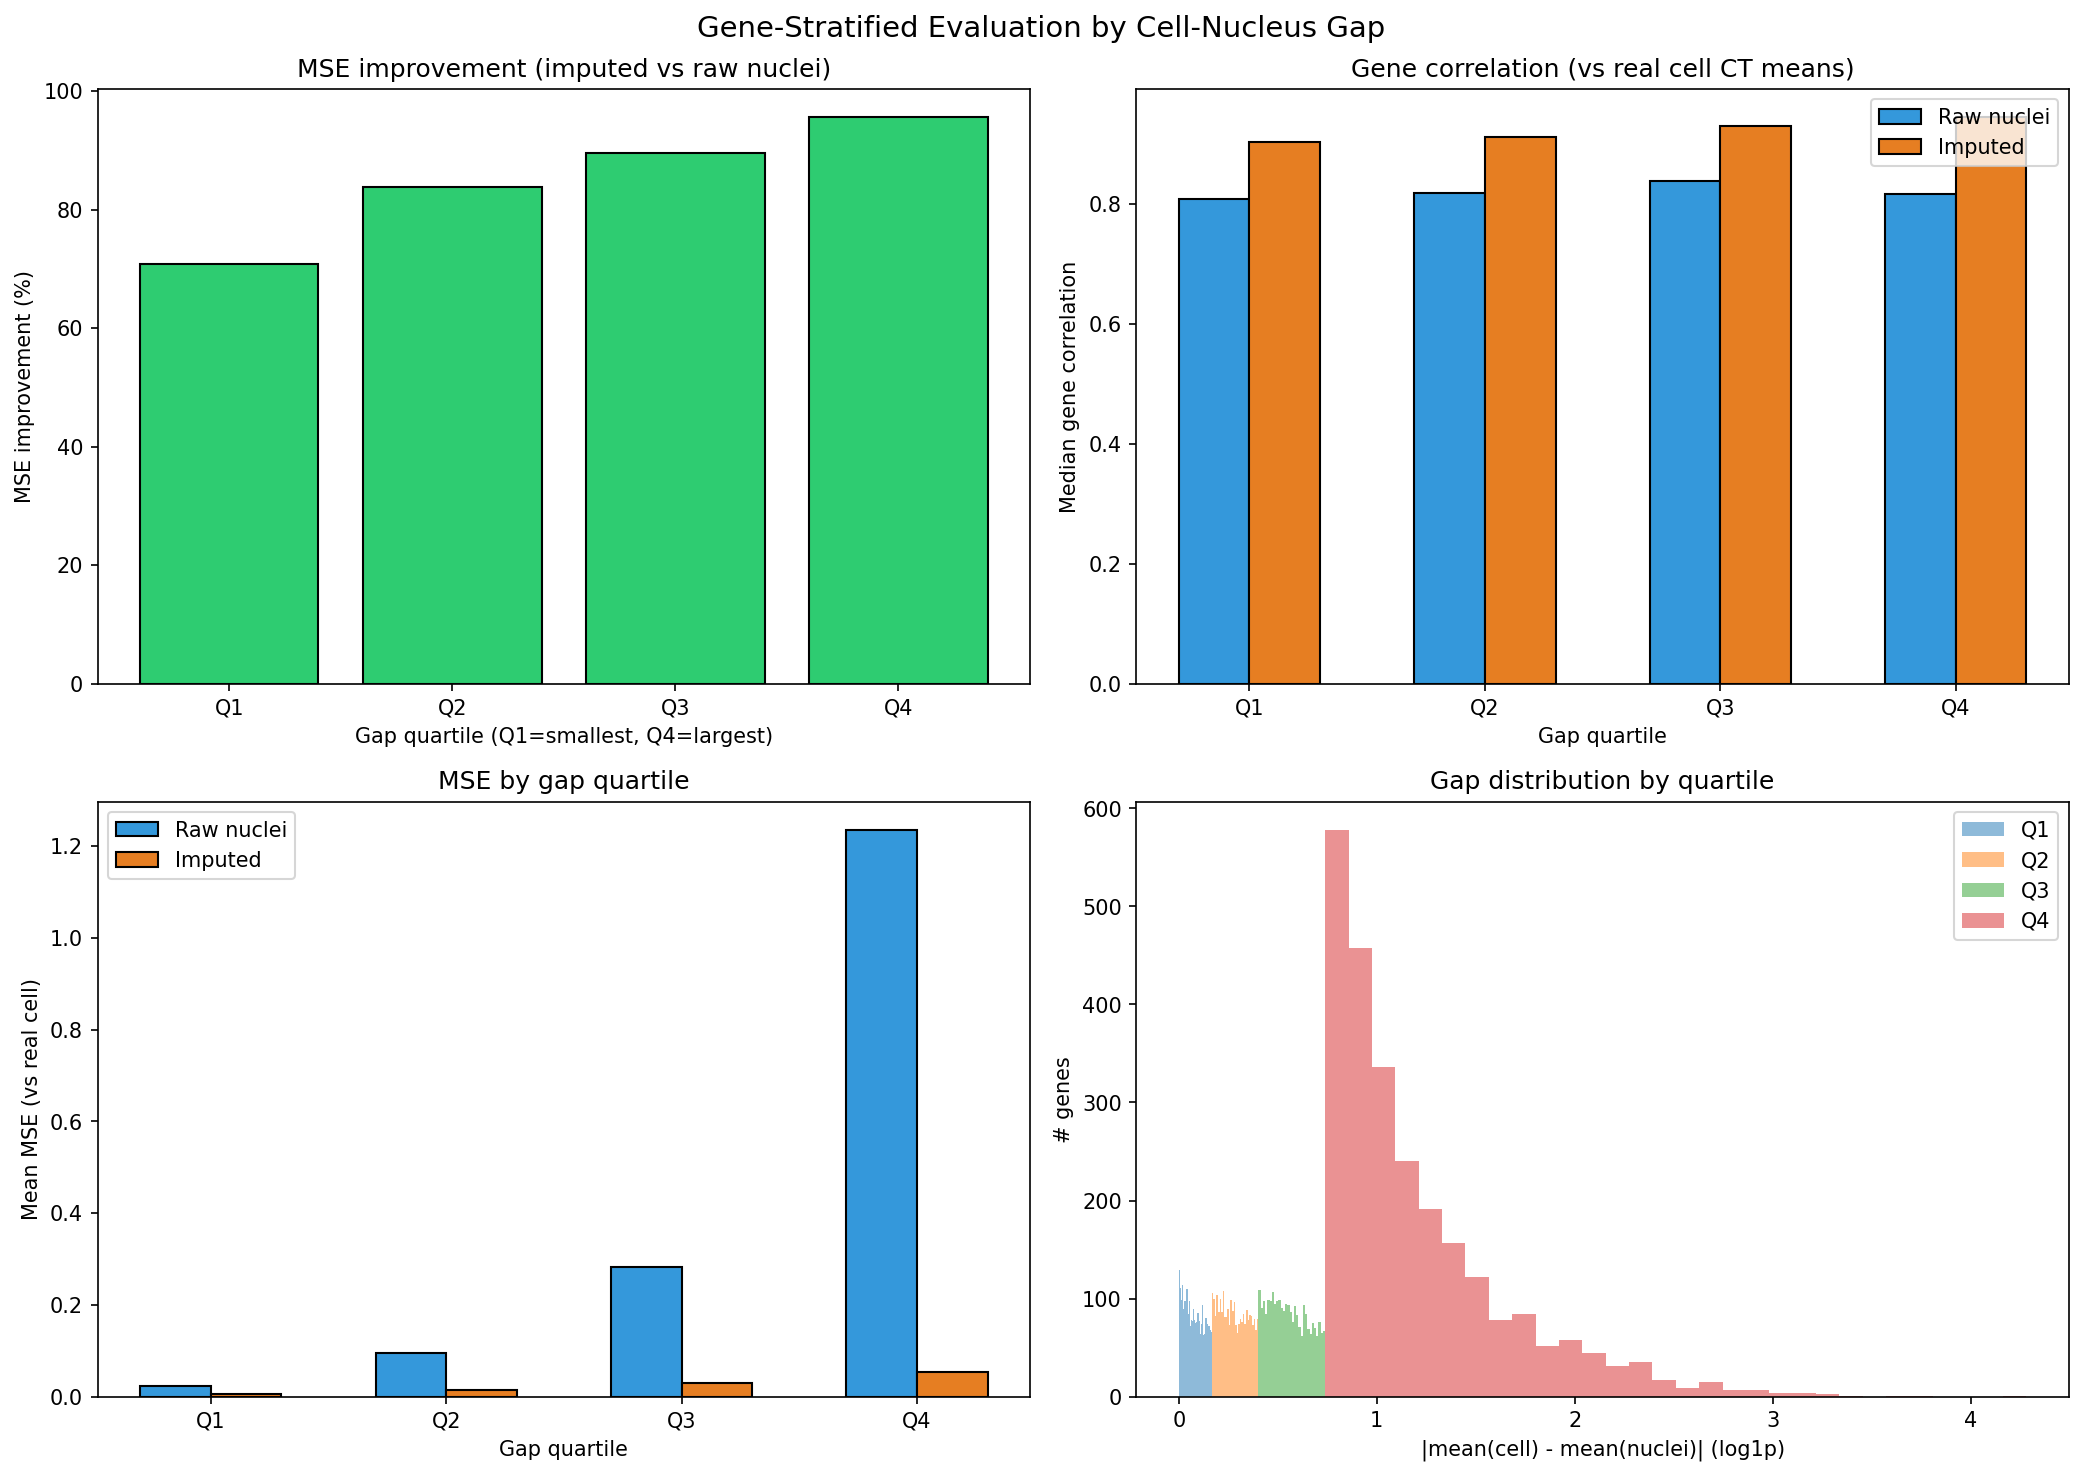 Gene-Stratified Evaluation by Cell-Nucleus Gap
MSE improvement (imputed vs raw nuclei)
MSE improvement (%)
100
80
60
40
20
0
Q1
Q2
Q3
Q4
Gap quartile (Q1=smallest, Q4=largest)
Gene correlation (vs real cell CT means)
Median gene correlation
0.8
0.6
0.4
0.2
0.0
Raw nuclei
Imputed
Q1
Q2
Q3
Q4
Gap quartile
MSE by gap quartile
Mean MSE (vs real cell)
1.2
1.0
0.8
0.6
0.4
0.2
0.0
Raw nuclei
Imputed
Q1
Q2
Q3
Q4
Gap quartile
Gap distribution by quartile
# genes
600
500
400
300
200
100
0
Q1
Q2
Q3
Q4
0
1
2
3
4
|mean(cell) - mean(nuclei)| (log1p)